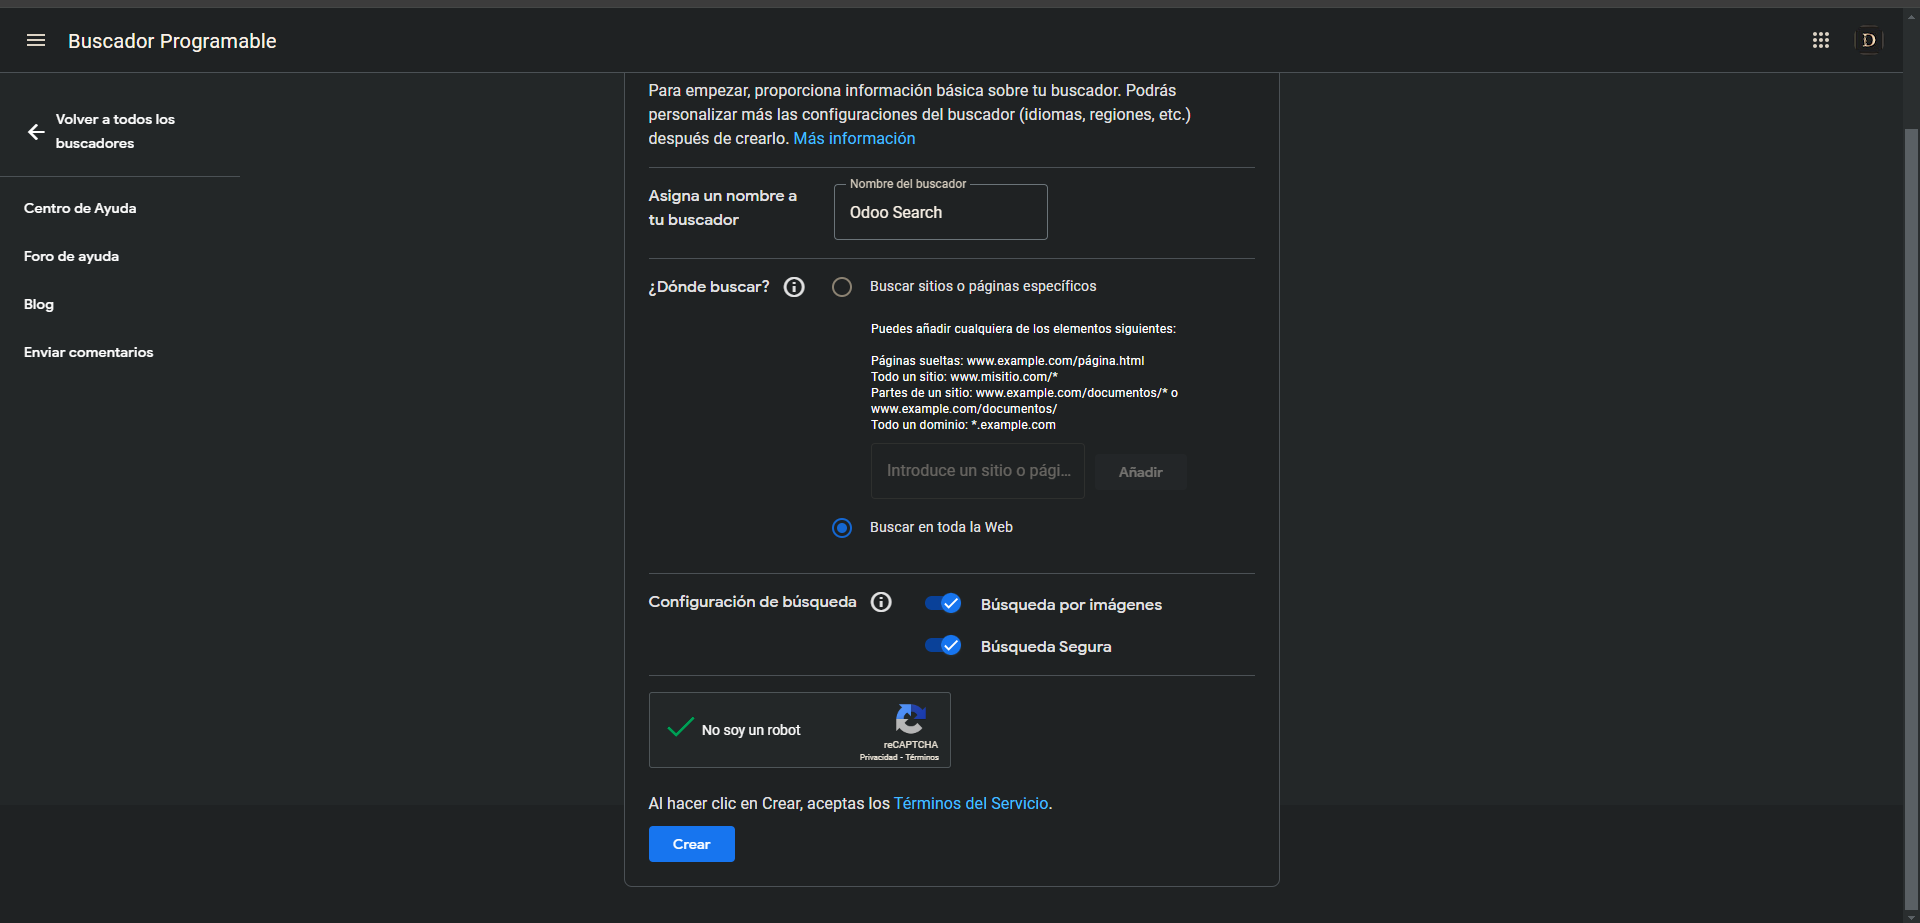 Buscador Programable
D
Volver a todos los
buscadores
Centro de Ayuda
Foro de ayuda
Blog
Enviar comentarios
Para empezar, proporciona información básica sobre tu buscador. Podrás
personalizar más las configuraciones del buscador (idiomas, regiones, etc.)
después de crearlo. Más información
Asigna un nombre a
tu buscador
Nombre del buscador
Odoo Search
¿Dónde buscar?
Buscar sitios o páginas específicos
Puedes añadir cualquiera de los elementos siguientes:
Páginas sueltas: www.example.com/página.html
Todo un sitio: www.misitio.com/*
Partes de un sitio: www.example.com/documentos/* o
www.example.com/documentos/
Todo un dominio: *.example.com
Introduce un sitio o pági...
Añadir
Buscar en toda la Web
Configuración de búsqueda
Búsqueda por imágenes
Búsqueda Segura
No soy un robot
reCAPTCHA
Privacidad - Términos
Al hacer clic en Crear, aceptas los Términos del Servicio.
Crear